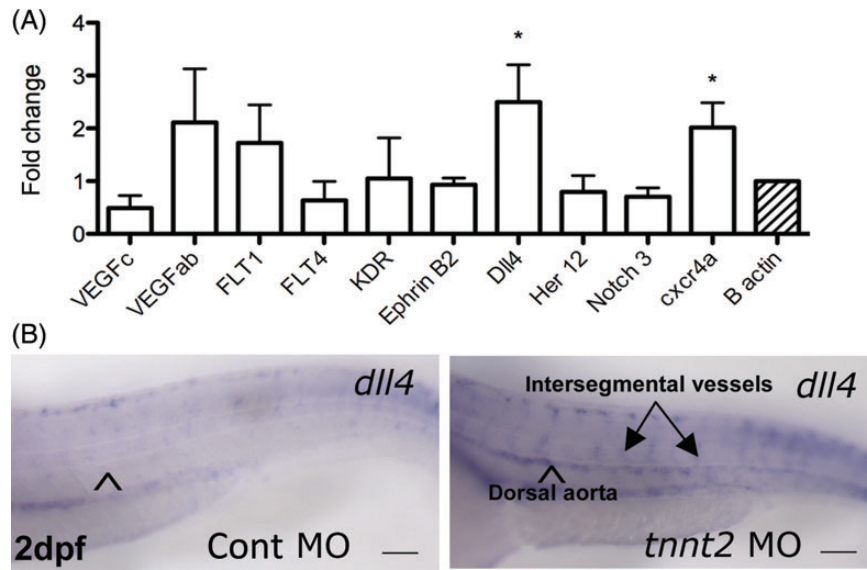 (A)
Fold change
4
3
2
1
0
*
*
VEGFc
VEGFab
FLT1
FLT4
KDR
Ephrin B2
Dll4
Her 12
Notch 3
cxcr4a
B actin
(B)
dll4
2dpf
Cont MO
Intersegmental vessels
dll4
Dorsal aorta
tnnt2 MO